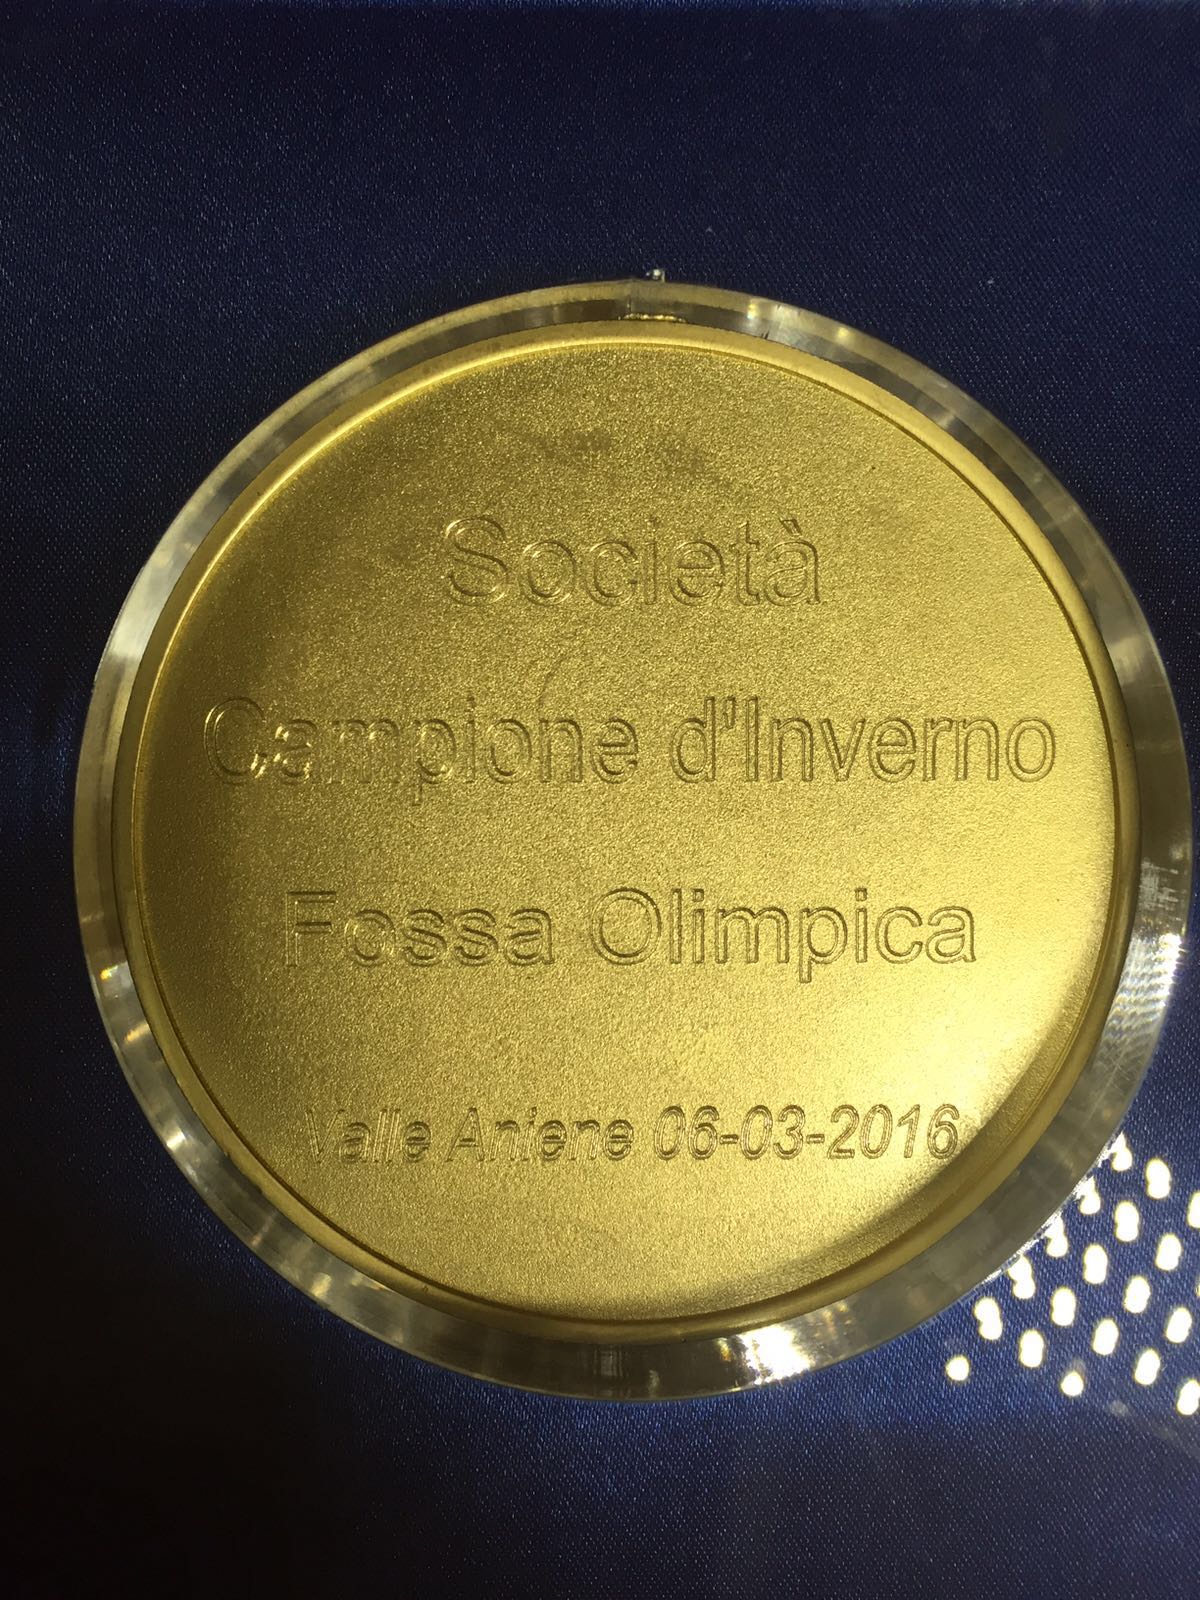 Società
Campione d'Inverno
Fossa Olimpica
Valle Aniene 06-03-2016